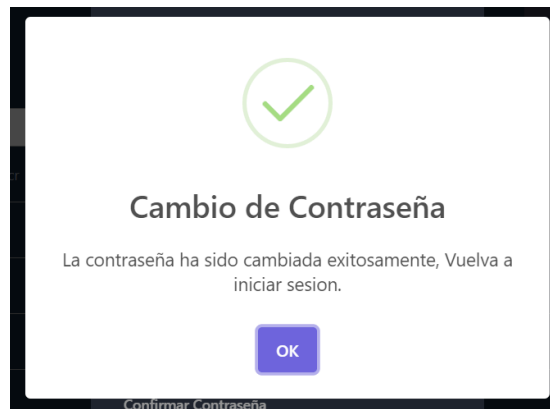 Cambio de Contraseña
La contraseña ha sido cambiada exitosamente, Vuelva a
iniciar sesion.
OK
Confirmar Contraseña